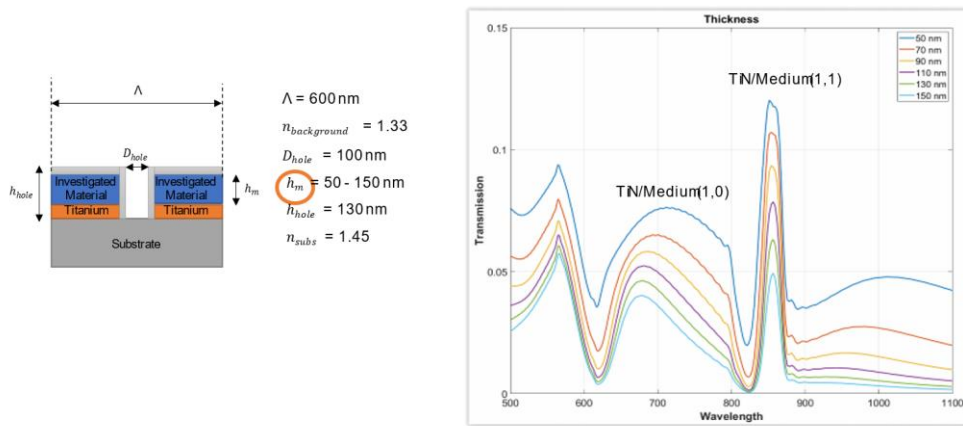 Λ
D_hole
h_hole
h_m
Investigated Material
Investigated Material
Titanium
Titanium
Substrate
Λ = 600 nm
n_background = 1.33
D_hole = 100 nm
h_m = 50 - 150 nm
h_hole = 130 nm
n_subs = 1.45
Thickness
0.15
0.1
0.05
0
Transmission
TiN/Medium(1,1)
TiN/Medium(1,0)
50 nm
70 nm
90 nm
110 nm
130 nm
150 nm
500
600
700
800
900
1000
1100
Wavelength